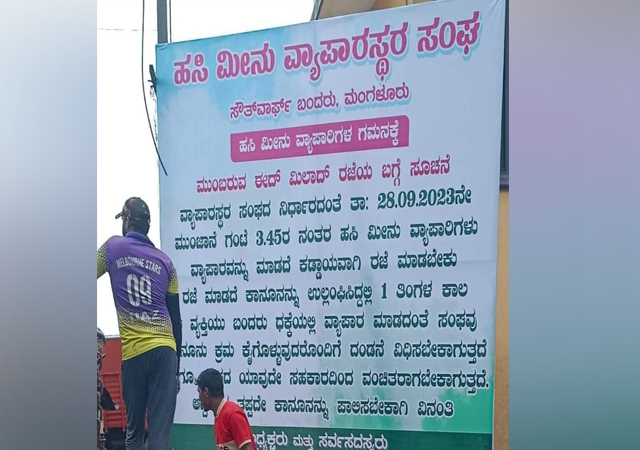 ಹಸಿ ಮೀನು ವ್ಯಾಪಾರಸ್ಥರ ಸಂಘ
ಸೌತ್‌ವಾರ್ಫ್ ಬಂದರು, ಮಂಗಳೂರು
ಹಸಿ ಮೀನು ವ್ಯಾಪಾರಿಗಳ ಗಮನಕ್ಕೆ
ಮುಂಬರುವ ಈದ್ ಮಿಲಾದ್ ರಜೆಯ ಬಗ್ಗೆ ಸೂಚನೆ
ವ್ಯಾಪಾರಸ್ಥರ ಸಂಘದ ನಿರ್ಧಾರದಂತೆ ತಾ: 28.09.2023ನೇ
ಮುಂಜಾನೆ ಗಂಟೆ 3.45ರ ನಂತರ ಹಸಿ ಮೀನು ವ್ಯಾಪಾರಿಗಳು
ವ್ಯಾಪಾರವನ್ನು ಮಾಡದೆ ಕಡ್ಡಾಯವಾಗಿ ರಜೆ ಮಾಡಬೇಕು
ರಜೆ ಮಾಡದೆ ಕಾನೂನನ್ನು ಉಲ್ಲಂಘಿಸಿದ್ದಲ್ಲಿ 1 ತಿಂಗಳ ಕಾಲ
ವ್ಯಕ್ತಿಯು ಬಂದರು ಧಕ್ಕೆಯಲ್ಲಿ ವ್ಯಾಪಾರ ಮಾಡದಂತೆ ಸಂಘವು
ಕ್ರಮ ಕೈಗೊಳ್ಳುವುದರೊಂದಿಗೆ ದಂಡನೆ ವಿಧಿಸಬೇಕಾಗುತ್ತದೆ
ಯಾವುದೇ ಸಹಕಾರದಿಂದ ವಂಚಿತರಾಗಬೇಕಾಗುತ್ತದೆ.
ಕಾನೂನನ್ನು ಪಾಲಿಸಬೇಕಾಗಿ ವಿನಂತಿ
ಮತ್ತು ಸರ್ವಸದಸ್ಯರು
MELBOURNE STARS
09